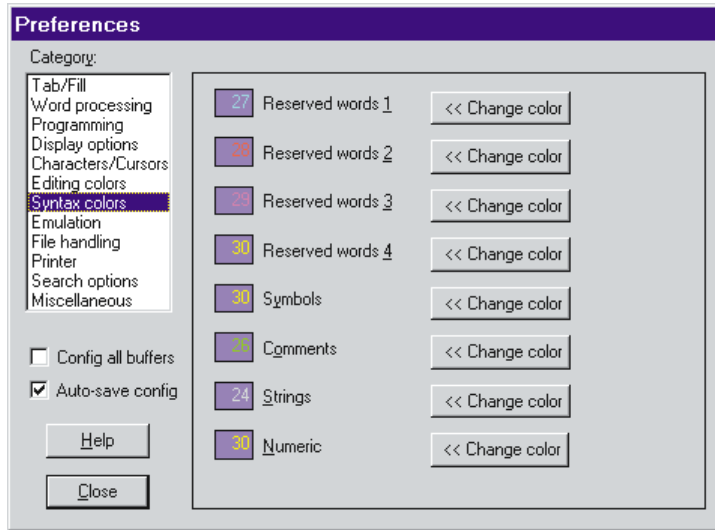 Preferences
Category:
Tab/Fill
Word processing
Programming
Display options
Characters/Cursors
Editing colors
Syntax colors
Emulation
File handling
Printer
Search options
Miscellaneous
Config all buffers
Auto-save config
Help
Close
27 Reserved words 1 << Change color
28 Reserved words 2 << Change color
29 Reserved words 3 << Change color
30 Reserved words 4 << Change color
30 Symbols << Change color
26 Comments << Change color
24 Strings << Change color
30 Numeric << Change color